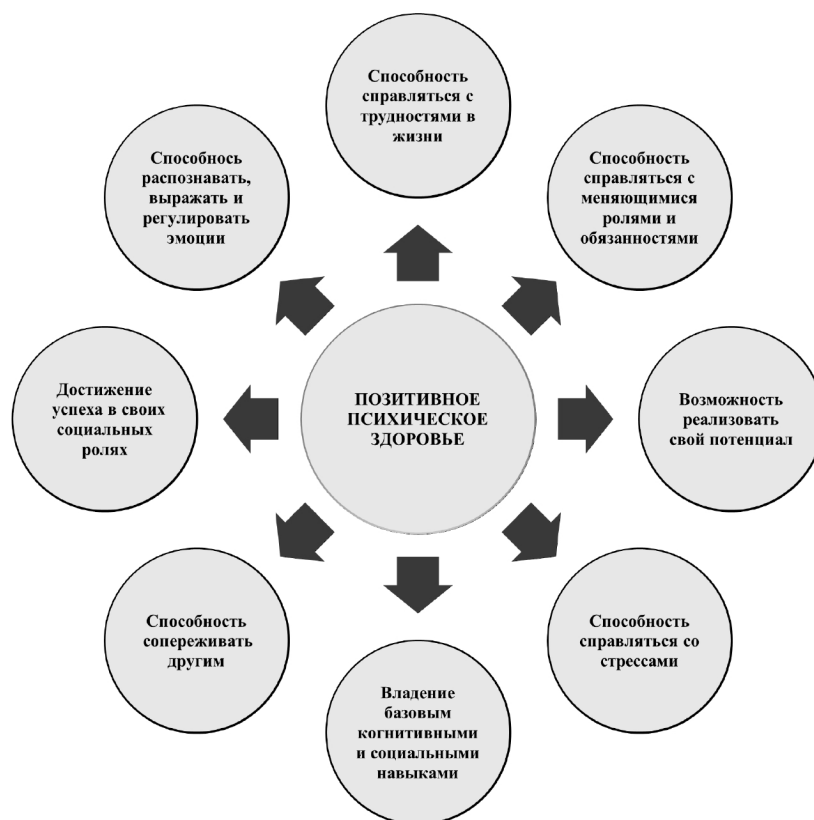 Способность
справляться с
трудностями в
жизни
Способнось
распознавать,
выражать и
регулировать
эмоции
Способность
справляться с
меняющимися
ролями и
обязанностями
Достижение
успеха в своих
социальных
ролях
ПОЗИТИВНОЕ
ПСИХИЧЕСКОЕ
ЗДОРОВЬЕ
Возможность
реализовать
свой потенциал
Способность
сопереживать
другим
Способность
справляться со
стрессами
Владение
базовым
когнитивными
и социальными
навыками